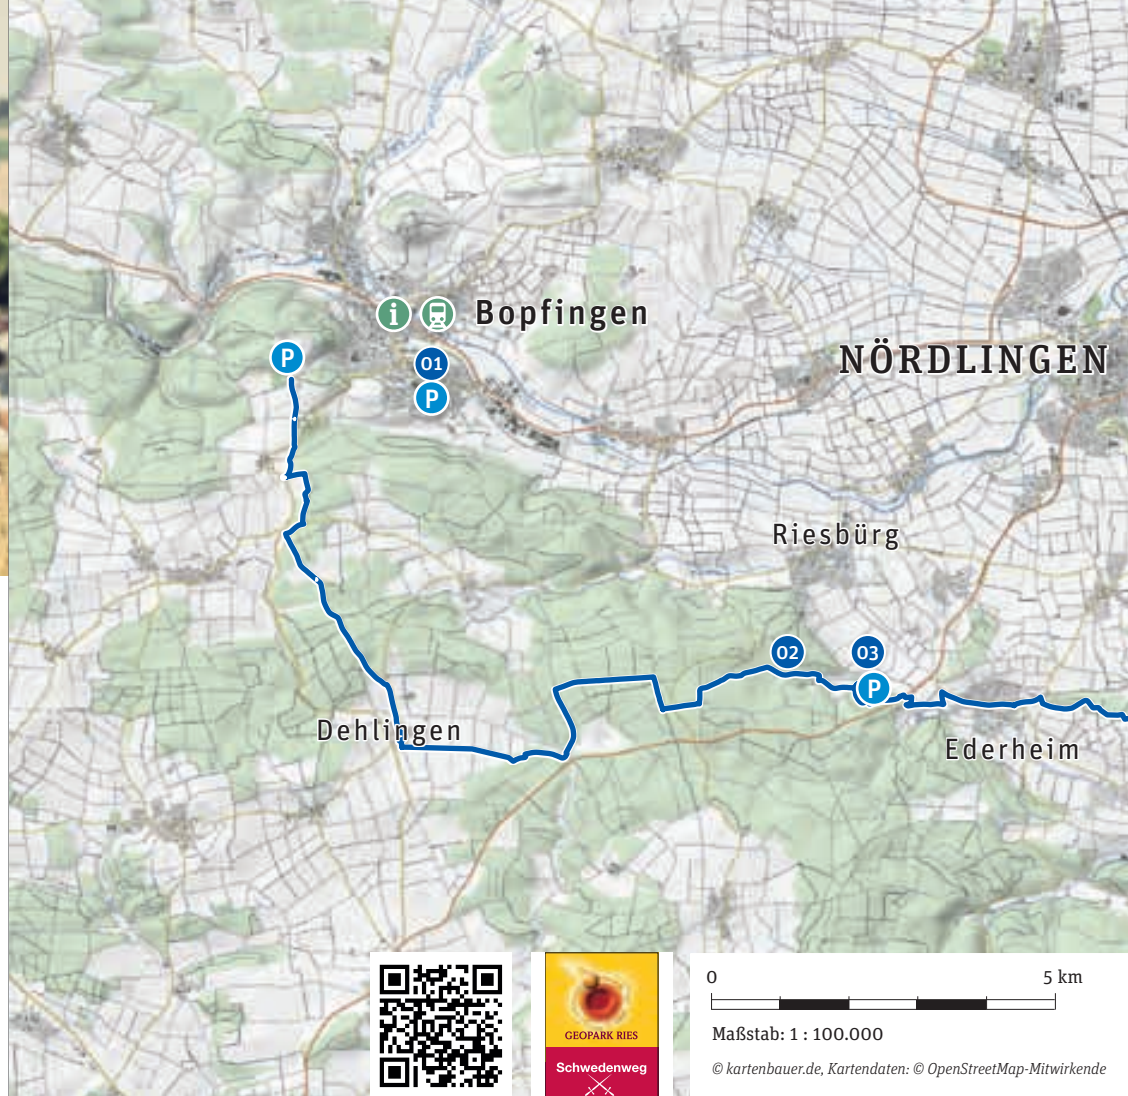 i
Bopfingen
P
01
P
NÖRDLINGEN
Riesbürg
02
03
P
Dehlingen
Ederheim
0 5 km
Maßstab: 1 : 100.000
© kartenbauer.de, Kartendaten: © OpenStreetMap-Mitwirkende
GEOPARK RIES
Schwedenweg